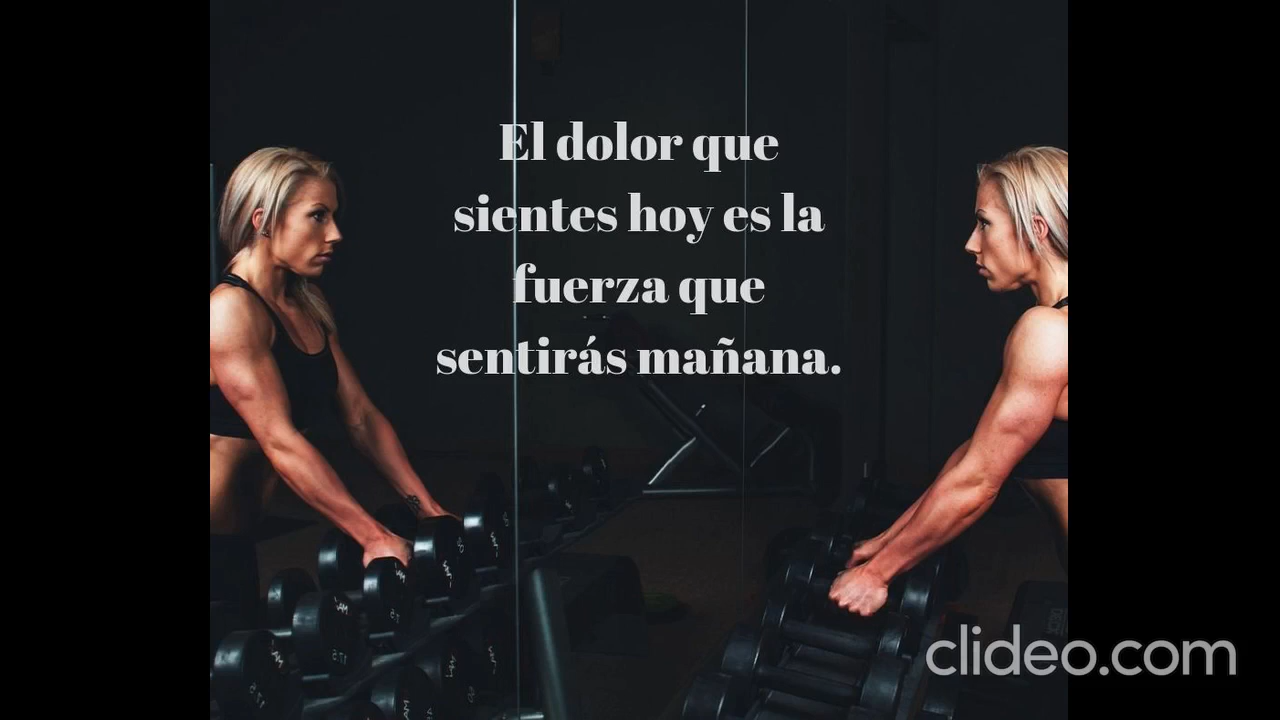 El dolor que
sientes hoy es la
fuerza que
sentirás mañana.
clideo.com